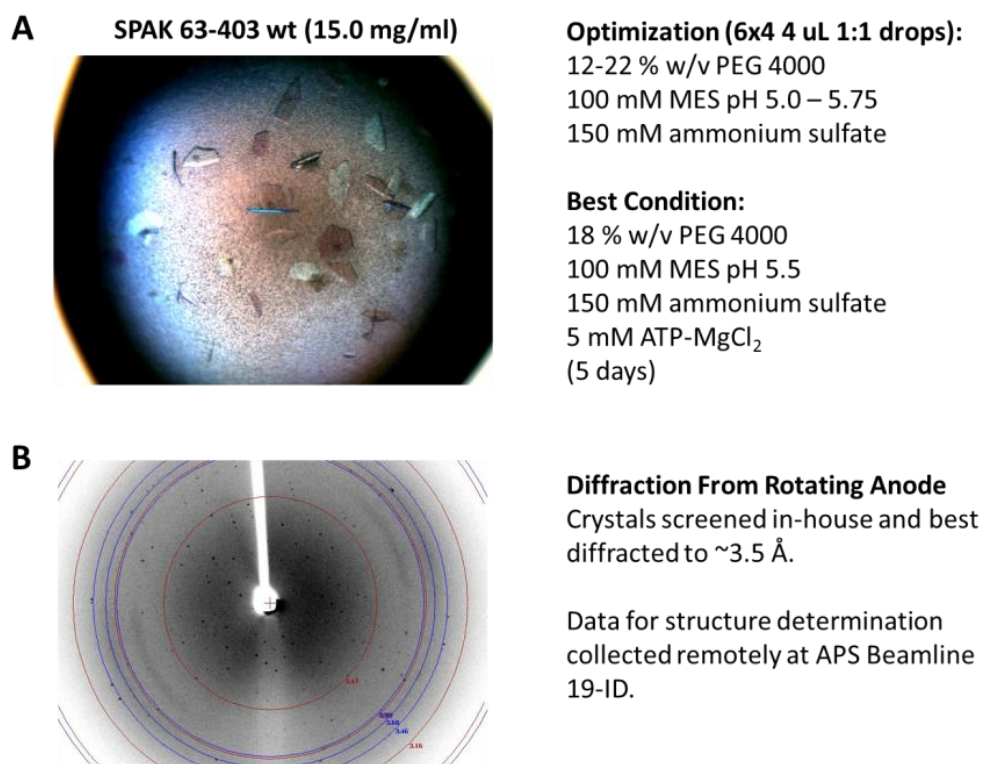 A
SPAK 63-403 wt (15.0 mg/ml)
Optimization (6x4 4 uL 1:1 drops):
12-22 % w/v PEG 4000
100 mM MES pH 5.0 – 5.75
150 mM ammonium sulfate
Best Condition:
18 % w/v PEG 4000
100 mM MES pH 5.5
150 mM ammonium sulfate
5 mM ATP-MgCl₂
(5 days)
B
Diffraction From Rotating Anode
Crystals screened in-house and best
diffracted to ~3.5 Å.
Data for structure determination
collected remotely at APS Beamline
19-ID.
3.46
3.16